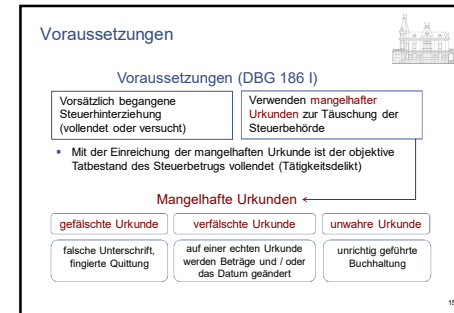 Voraussetzungen
Voraussetzungen (DBG 186 I)
Vorsätzlich begangene
Steuerhinterziehung
(vollendet oder versucht)
Verwenden mangelhafter
Urkunden zur Täuschung der
Steuerbehörde
▪ Mit der Einreichung der mangelhaften Urkunde ist der objektive
Tatbestand des Steuerbetrugs vollendet (Tätigkeitsdelikt)
Mangelhafte Urkunden
gefälschte Urkunde
falsche Unterschrift,
fingierte Quittung
verfälschte Urkunde
auf einer echten Urkunde
werden Beträge und / oder
das Datum geändert
unwahre Urkunde
unrichtig geführte
Buchhaltung
15